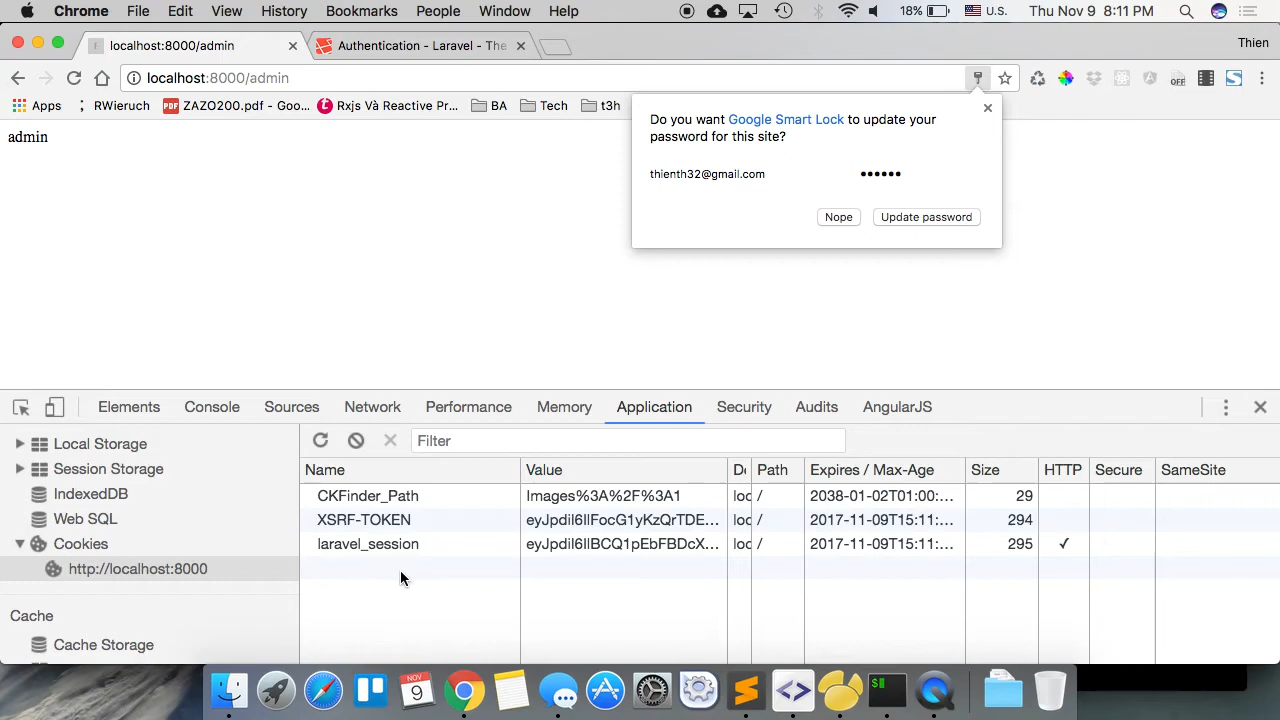 Chrome File Edit View History Bookmarks People Window Help 18% U.S. Thu Nov 9 8:11 PM
localhost:8000/admin Authentication - Laravel - The Thien
localhost:8000/admin OFF
Apps RWieruch PDF ZAZO200.pdf - Goo... Rxjs Và Reactive Pr... BA Tech t3h
admin
Do you want Google Smart Lock to update your
password for this site?
thienth32@gmail.com ••••••
Nope Update password
Elements Console Sources Network Performance Memory Application Security Audits AngularJS
Local Storage
Session Storage
IndexedDB
Web SQL
Cookies
http://localhost:8000
Cache
Cache Storage
Filter
Name Value Path Expires / Max-Age Size HTTP Secure SameSite
CKFinder_Path Images%3A%2F%3A1 loc / 2038-01-02T01:00:... 29
XSRF-TOKEN loc / 2017-11-09T15:11:... 294
laravel_session loc / 2017-11-09T15:11:... 295 ✓
NOV
9